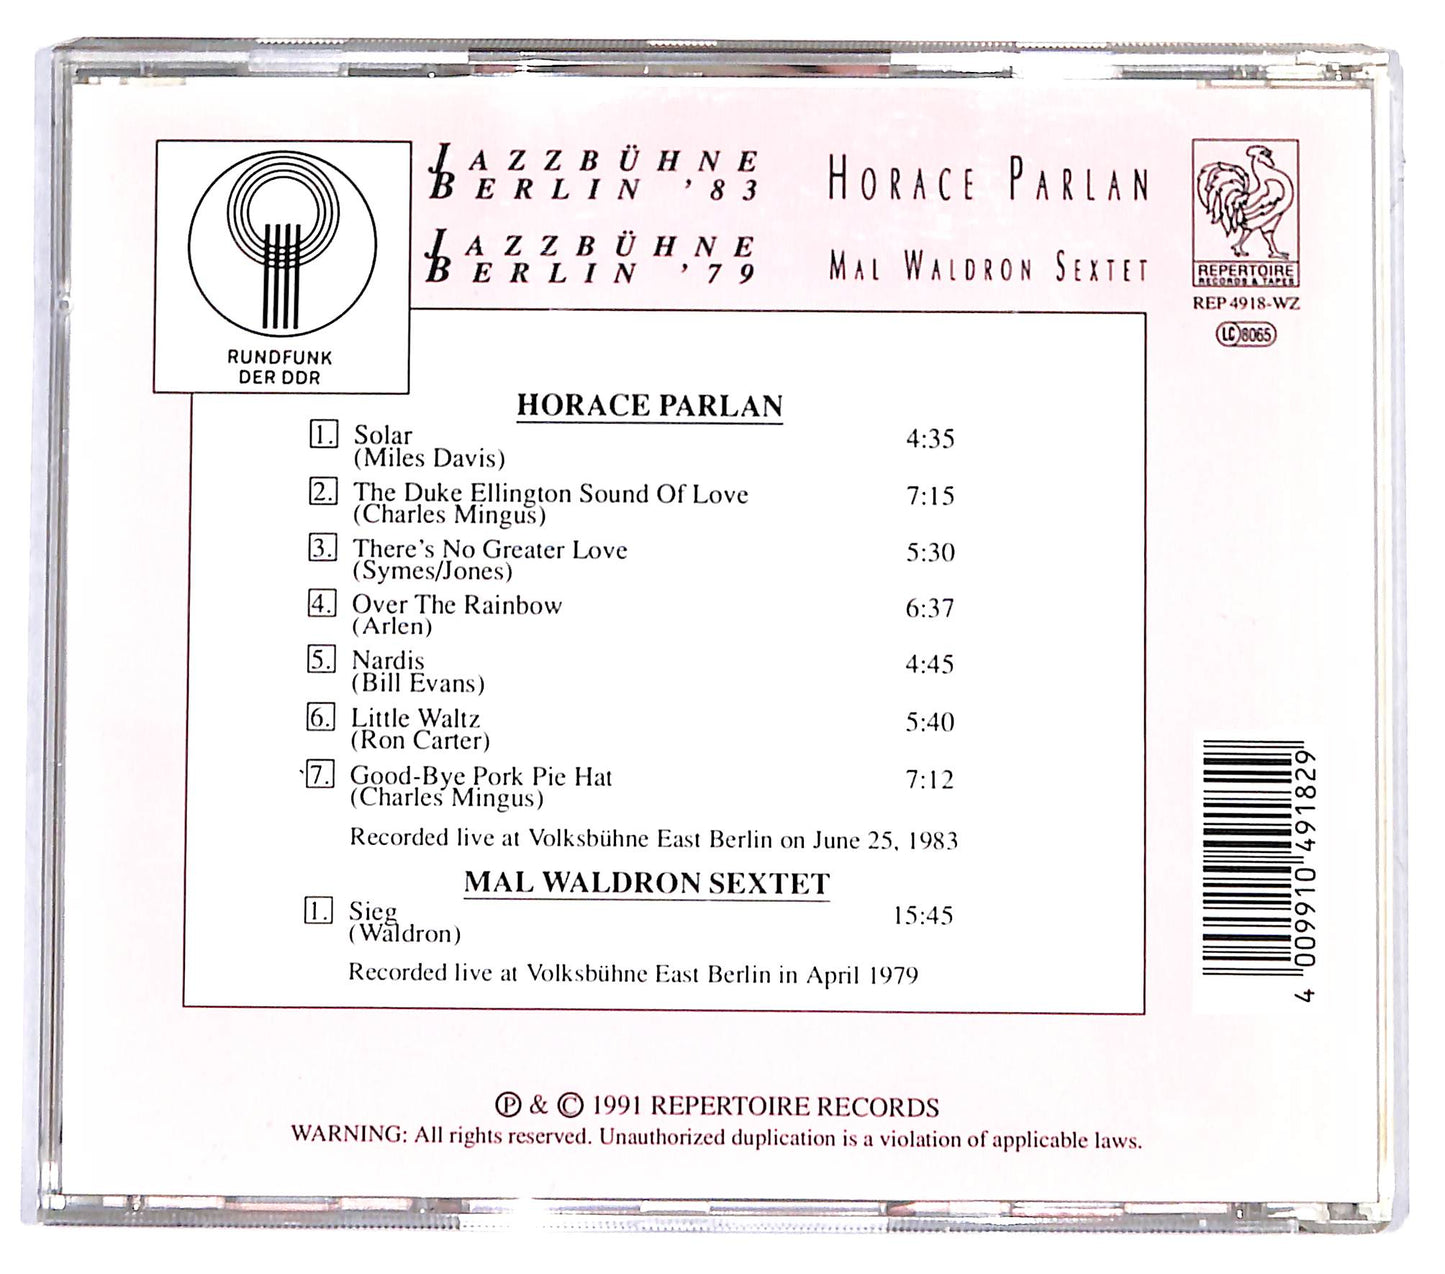 JAZZBÜHNE
BERLIN '83
HORACE PARLAN
JAZZBÜHNE
BERLIN '79
MAL WALDRON SEXTET
REPERTOIRE
RECORDS & TAPES
REP 4918-WZ
LC 8065
RUNDFUNK
DER DDR
HORACE PARLAN
1. Solar 4:35
(Miles Davis)
2. The Duke Ellington Sound Of Love 7:15
(Charles Mingus)
3. There's No Greater Love 5:30
(Symes/Jones)
4. Over The Rainbow 6:37
(Arlen)
5. Nardis 4:45
(Bill Evans)
6. Little Waltz 5:40
(Ron Carter)
7. Good-Bye Pork Pie Hat 7:12
(Charles Mingus)
Recorded live at Volksbühne East Berlin on June 25, 1983
MAL WALDRON SEXTET
1. Sieg 15:45
(Waldron)
Recorded live at Volksbühne East Berlin in April 1979
4 009910 491829
Ⓟ & © 1991 REPERTOIRE RECORDS
WARNING: All rights reserved. Unauthorized duplication is a violation of applicable laws.